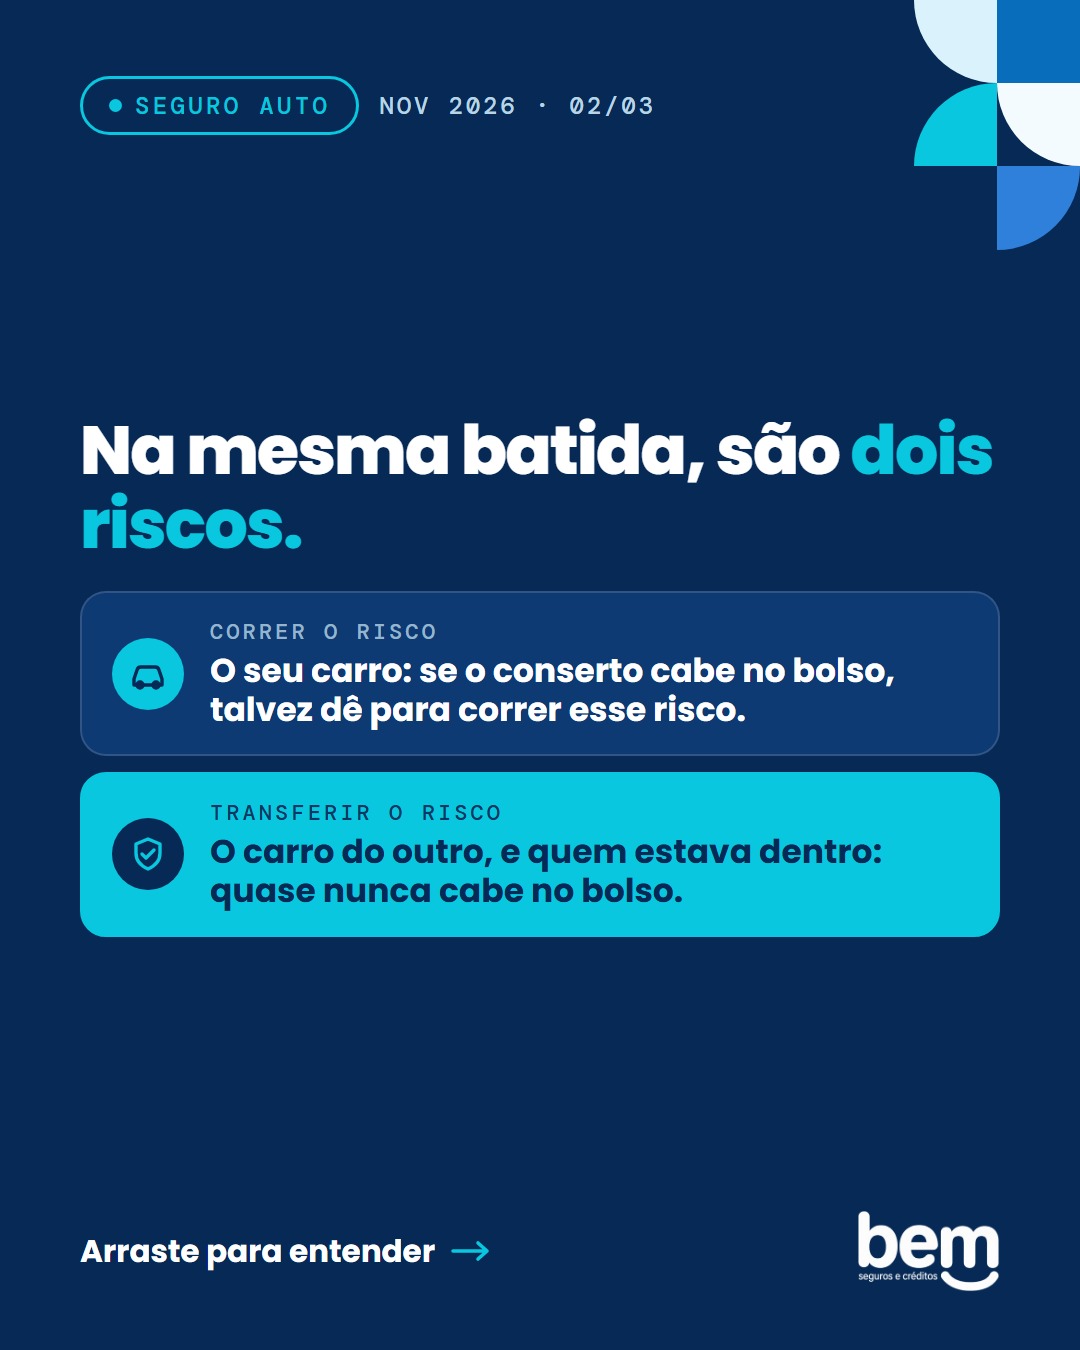 SEGURO AUTO NOV 2026 · 02/03
Na mesma batida, são dois
riscos.
CORRER O RISCO
O seu carro: se o conserto cabe no bolso,
talvez dê para correr esse risco.
TRANSFERIR O RISCO
O carro do outro, e quem estava dentro:
quase nunca cabe no bolso.
Arraste para entender →
bem
seguros e créditos